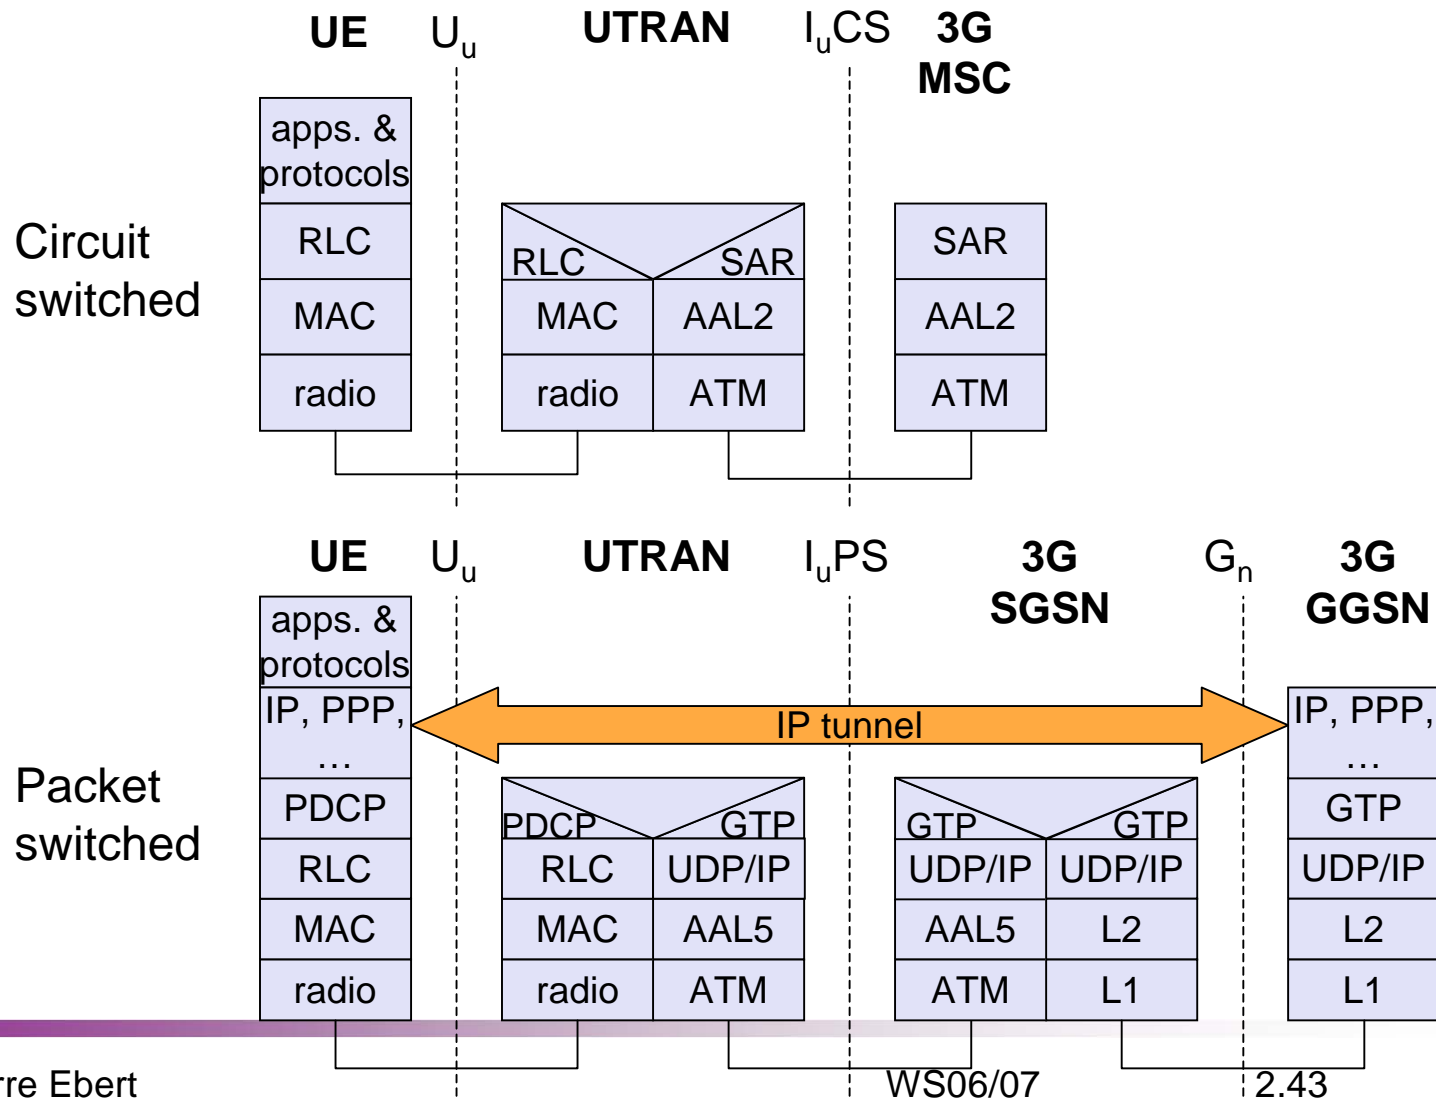 UE Uu UTRAN IuCS 3G
MSC
apps. &
protocols
Circuit
switched
RLC
RLC SAR
SAR
MAC
MAC AAL2
AAL2
radio
radio ATM
ATM
UE Uu UTRAN IuPS 3G
SGSN
Gn 3G
GGSN
apps. &
protocols
IP, PPP,
…
IP tunnel
IP, PPP,
…
Packet
switched
PDCP
PDCP GTP
GTP GTP
GTP
RLC
RLC UDP/IP
UDP/IP UDP/IP
UDP/IP
MAC
MAC AAL5
AAL5 L2
L2
radio
radio ATM
ATM L1
L1
rre Ebert WS06/07 2.43